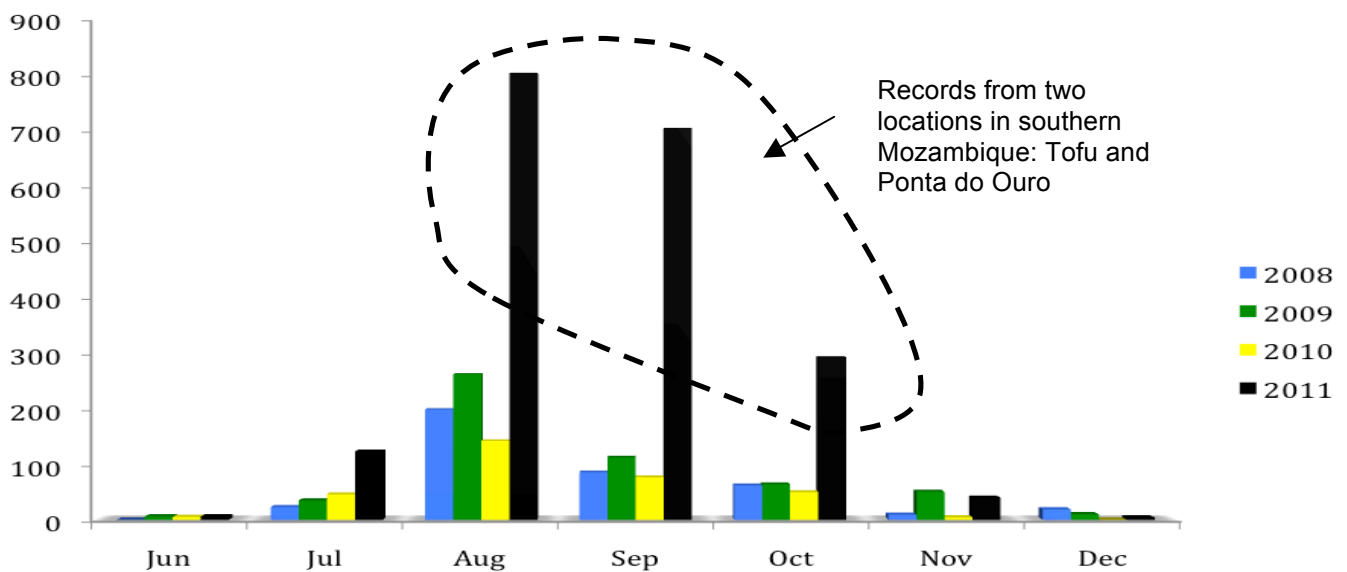 900
800
700
600
500
400
300
200
100
0
Records from two
locations in southern
Mozambique: Tofu and
Ponta do Ouro
2008
2009
2010
2011
Jun Jul Aug Sep Oct Nov Dec